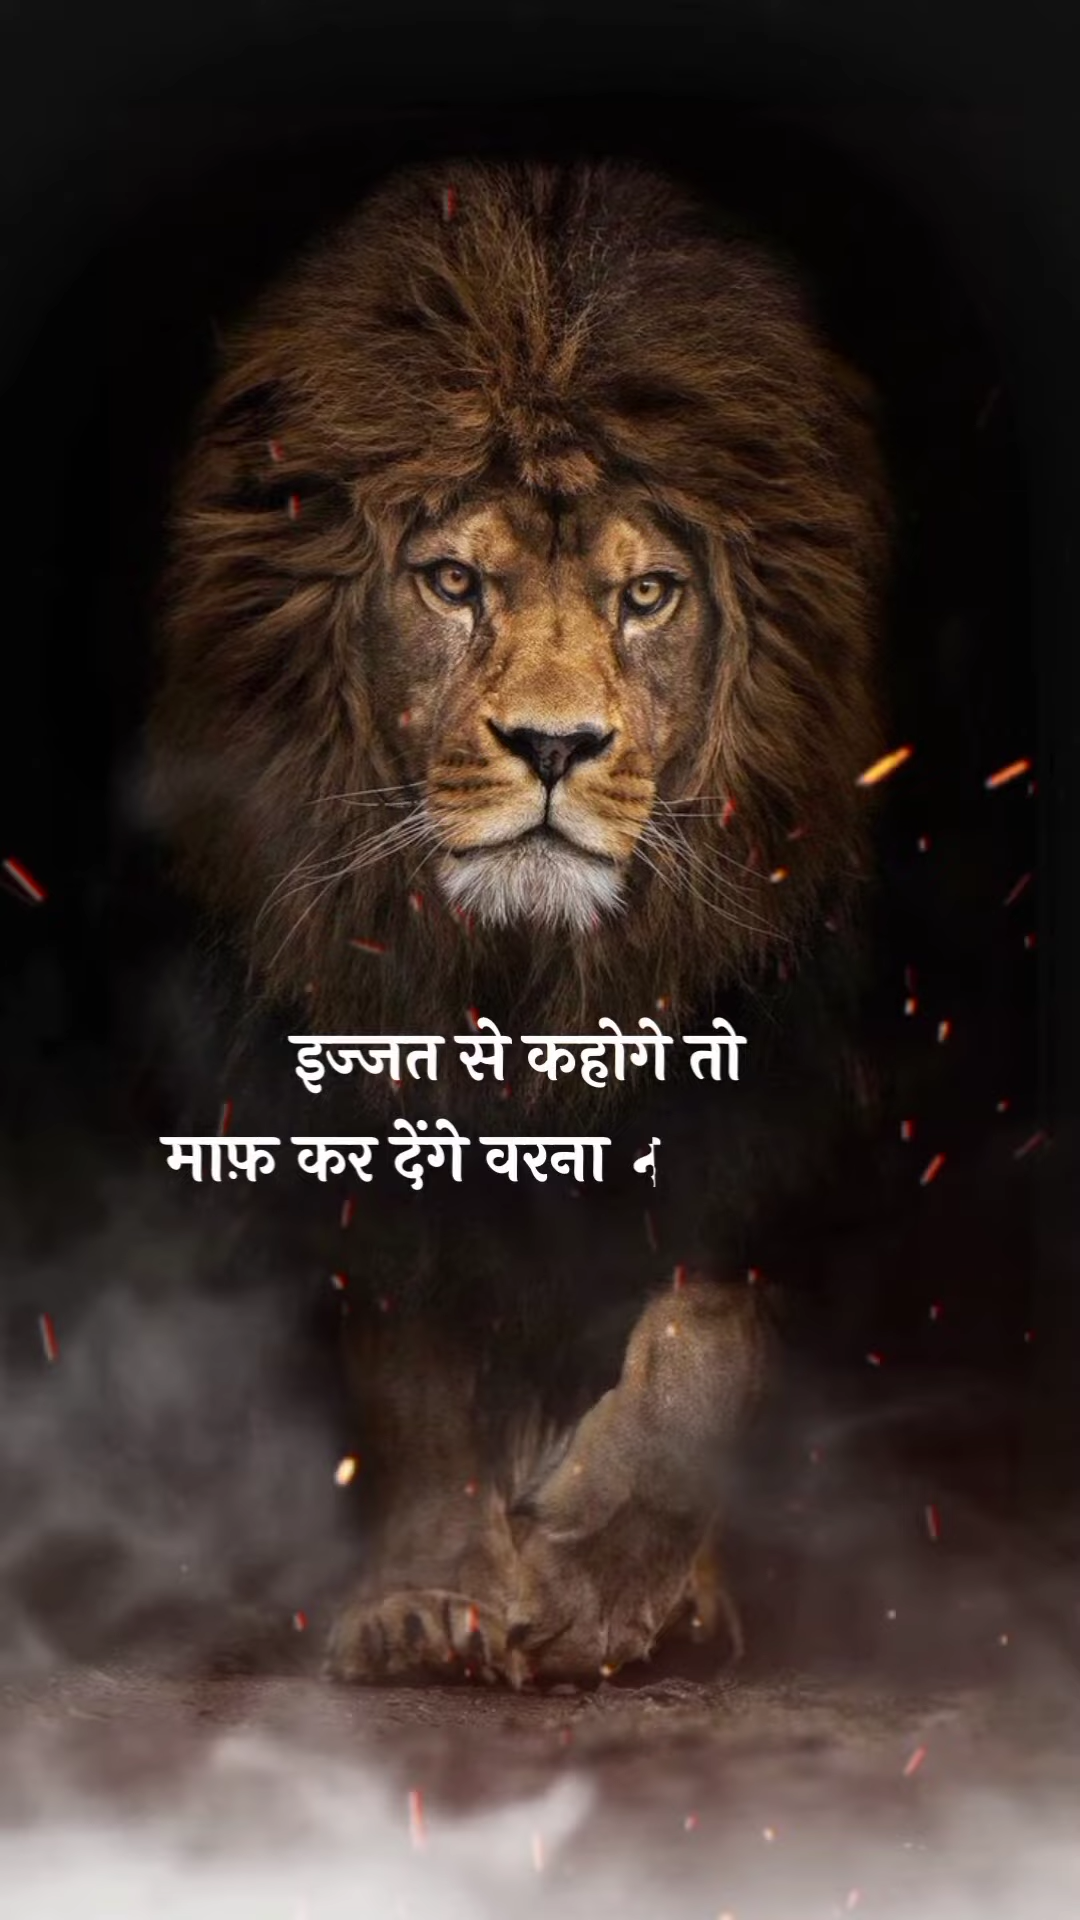 इज्जत से कहोगे तो
माफ़ कर देंगे वरना